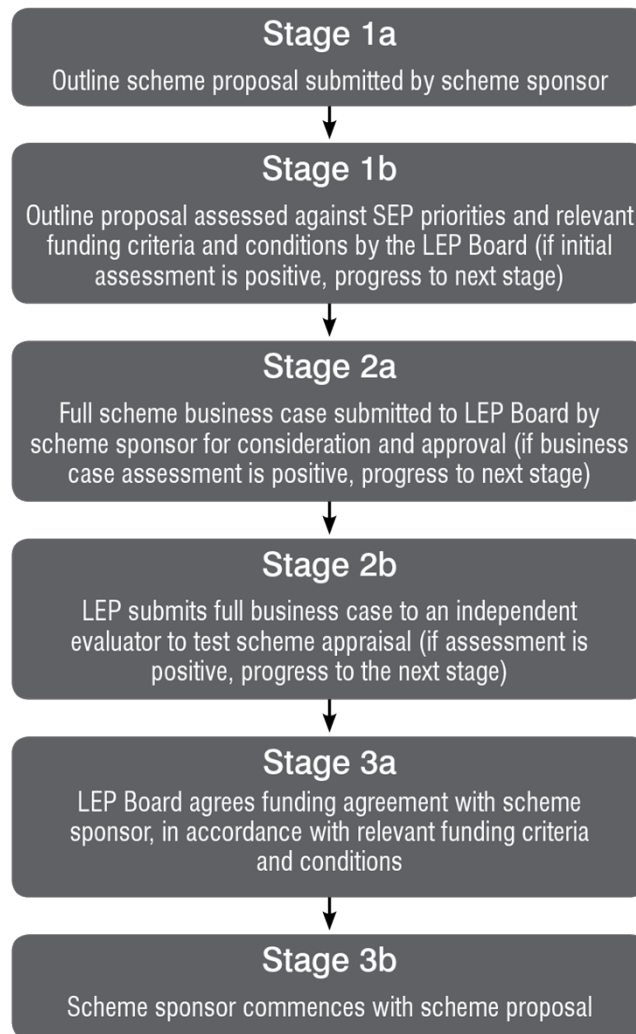 Stage 1a
Outline scheme proposal submitted by scheme sponsor
Stage 1b
Outline proposal assessed against SEP priorities and relevant
funding criteria and conditions by the LEP Board (if initial
assessment is positive, progress to next stage)
Stage 2a
Full scheme business case submitted to LEP Board by
scheme sponsor for consideration and approval (if business
case assessment is positive, progress to next stage)
Stage 2b
LEP submits full business case to an independent
evaluator to test scheme appraisal (if assessment is
positive, progress to the next stage)
Stage 3a
LEP Board agrees funding agreement with scheme
sponsor, in accordance with relevant funding criteria
and conditions
Stage 3b
Scheme sponsor commences with scheme proposal